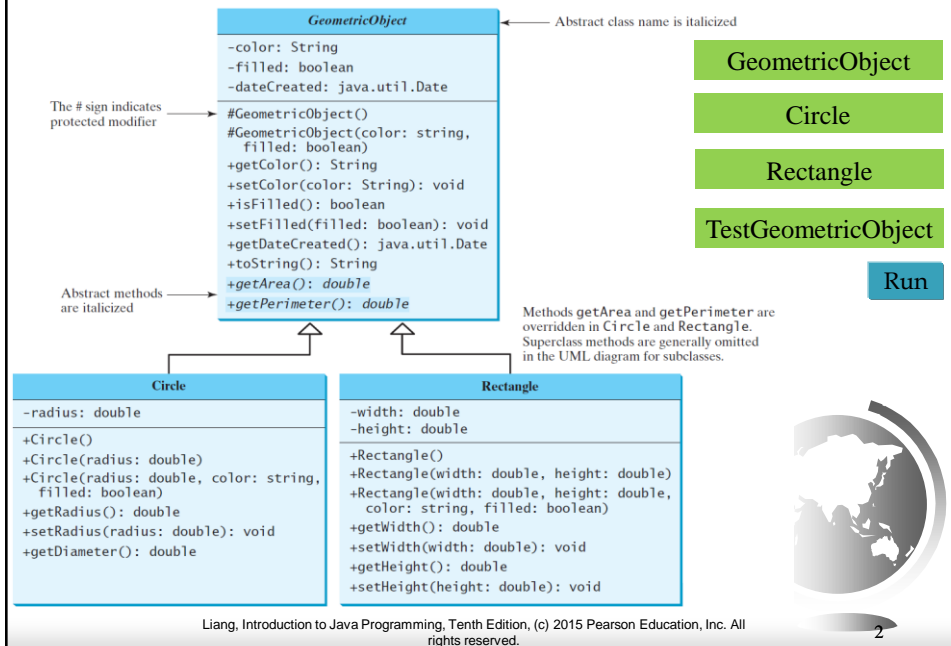 GeometricObject
-color: String
-filled: boolean
-dateCreated: java.util.Date
#GeometricObject()
#GeometricObject(color: string,
filled: boolean)
+getColor(): String
+setColor(color: String): void
+isFilled(): boolean
+setFilled(filled: boolean): void
+getDateCreated(): java.util.Date
+toString(): String
+getArea(): double
+getPerimeter(): double
Abstract class name is italicized
The # sign indicates
protected modifier
Abstract methods
are italicized
GeometricObject
Circle
Rectangle
TestGeometricObject
Run
Methods getArea and getPerimeter are
overridden in Circle and Rectangle.
Superclass methods are generally omitted
in the UML diagram for subclasses.
Circle
-radius: double
+Circle()
+Circle(radius: double)
+Circle(radius: double, color: string,
filled: boolean)
+getRadius(): double
+setRadius(radius: double): void
+getDiameter(): double
Rectangle
-width: double
-height: double
+Rectangle()
+Rectangle(width: double, height: double)
+Rectangle(width: double, height: double,
color: string, filled: boolean)
+getWidth(): double
+setWidth(width: double): void
+getHeight(): double
+setHeight(height: double): void
Liang, Introduction to Java Programming, Tenth Edition, (c) 2015 Pearson Education, Inc. All
rights reserved.
2